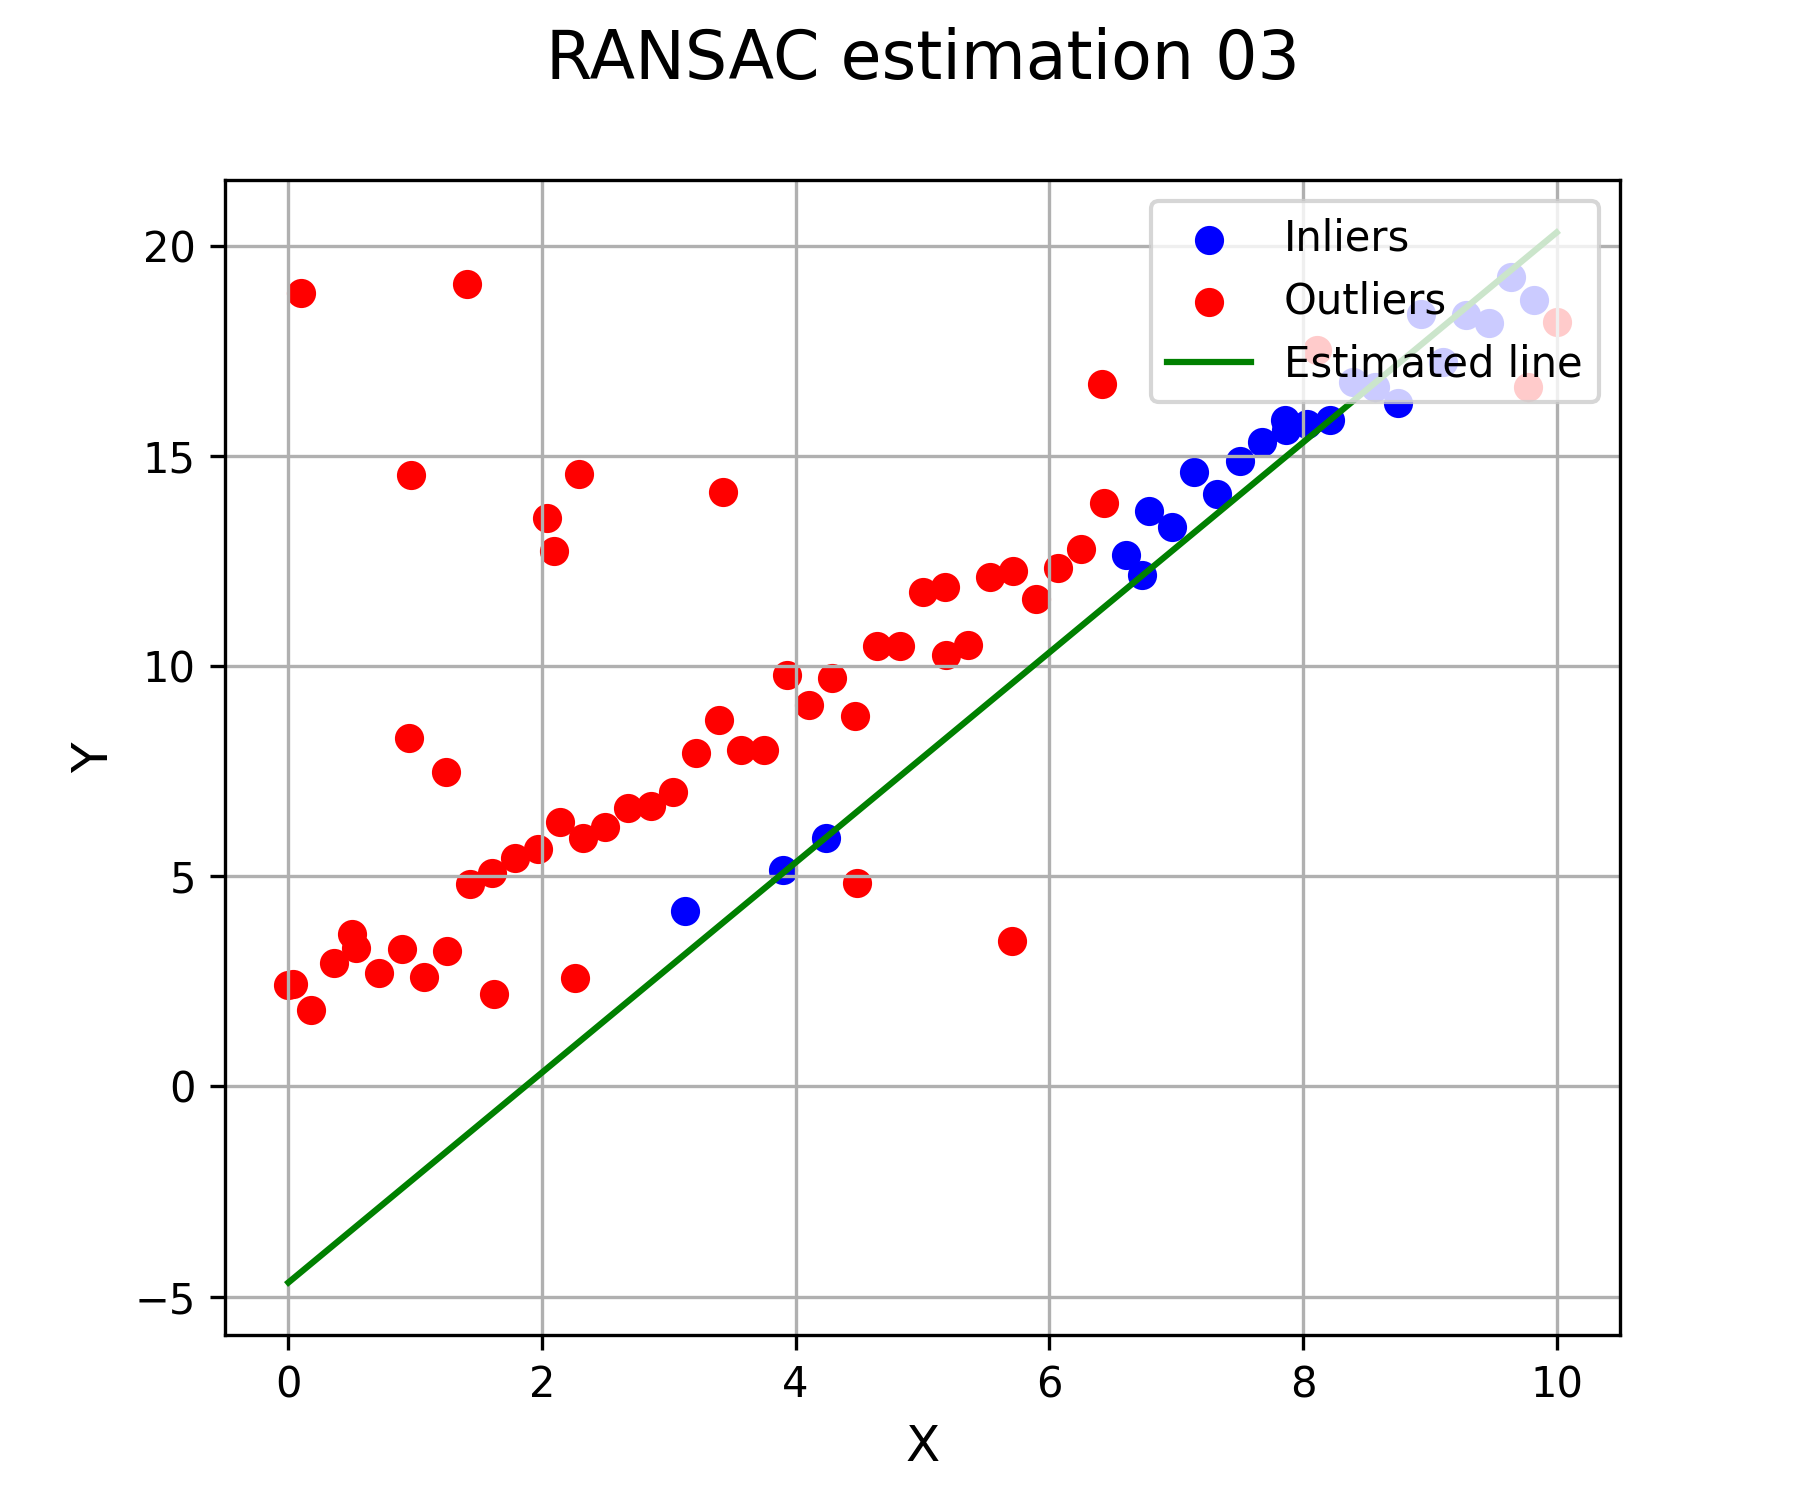 RANSAC estimation 03
Inliers
Outliers
Estimated line
20
15
10
5
0
−5
Y
0 2 4 6 8 10
X